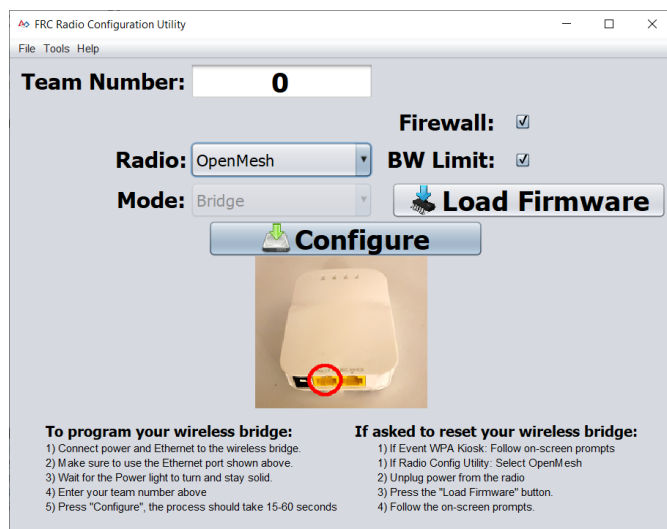 FRC Radio Configuration Utility
File Tools Help
Team Number: 0
Firewall:
Radio: OpenMesh
BW Limit:
Mode: Bridge
Load Firmware
Configure
To program your wireless bridge:
1) Connect power and Ethernet to the wireless bridge.
2) Make sure to use the Ethernet port shown above.
3) Wait for the Power light to turn and stay solid.
4) Enter your team number above
5) Press "Configure", the process should take 15-60 seconds
If asked to reset your wireless bridge:
1) If Event WPA Kiosk: Follow on-screen prompts
1) If Radio Config Utility: Select OpenMesh
2) Unplug power from the radio
3) Press the "Load Firmware" button.
4) Follow the on-screen prompts.